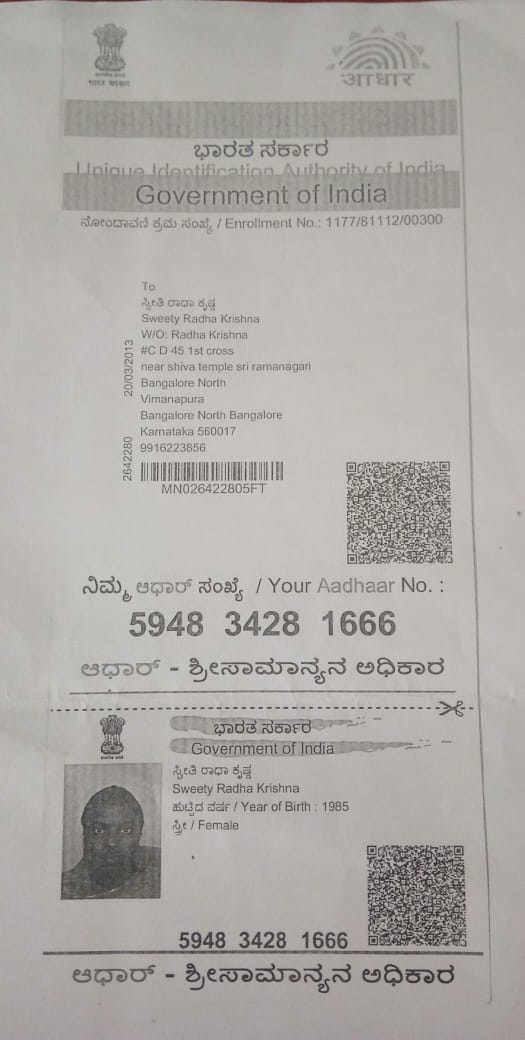 भारत सरकार
आधार
ಭಾರತ ಸರ್ಕಾರ
Unique Identification Authority of India
Government of India
ನೋಂದಾವಣಿ ಕ್ರಮ ಸಂಖ್ಯೆ / Enrollment No.: 1177/81112/00300
To
ಸ್ವೀತಿ ರಾಧಾ ಕೃಷ್ಣ
Sweety Radha Krishna
W/O: Radha Krishna
#C D 45 1st cross
near shiva temple sri ramanagari
Bangalore North
Vimanapura
Bangalore North Bangalore
Karnataka 560017
9916223856
20/03/2013
2642280
MN026422805FT
ನಿಮ್ಮ ಆಧಾರ್ ಸಂಖ್ಯೆ / Your Aadhaar No. :
5948 3428 1666
ಆಧಾರ್ - ಶ್ರೀಸಾಮಾನ್ಯನ ಅಧಿಕಾರ
ಭಾರತ ಸರ್ಕಾರ
Government of India
ಸ್ವೀತಿ ರಾಧಾ ಕೃಷ್ಣ
Sweety Radha Krishna
ಹುಟ್ಟಿದ ವರ್ಷ / Year of Birth : 1985
ಸ್ತ್ರೀ / Female
5948 3428 1666
ಆಧಾರ್ - ಶ್ರೀಸಾಮಾನ್ಯನ ಅಧಿಕಾರ